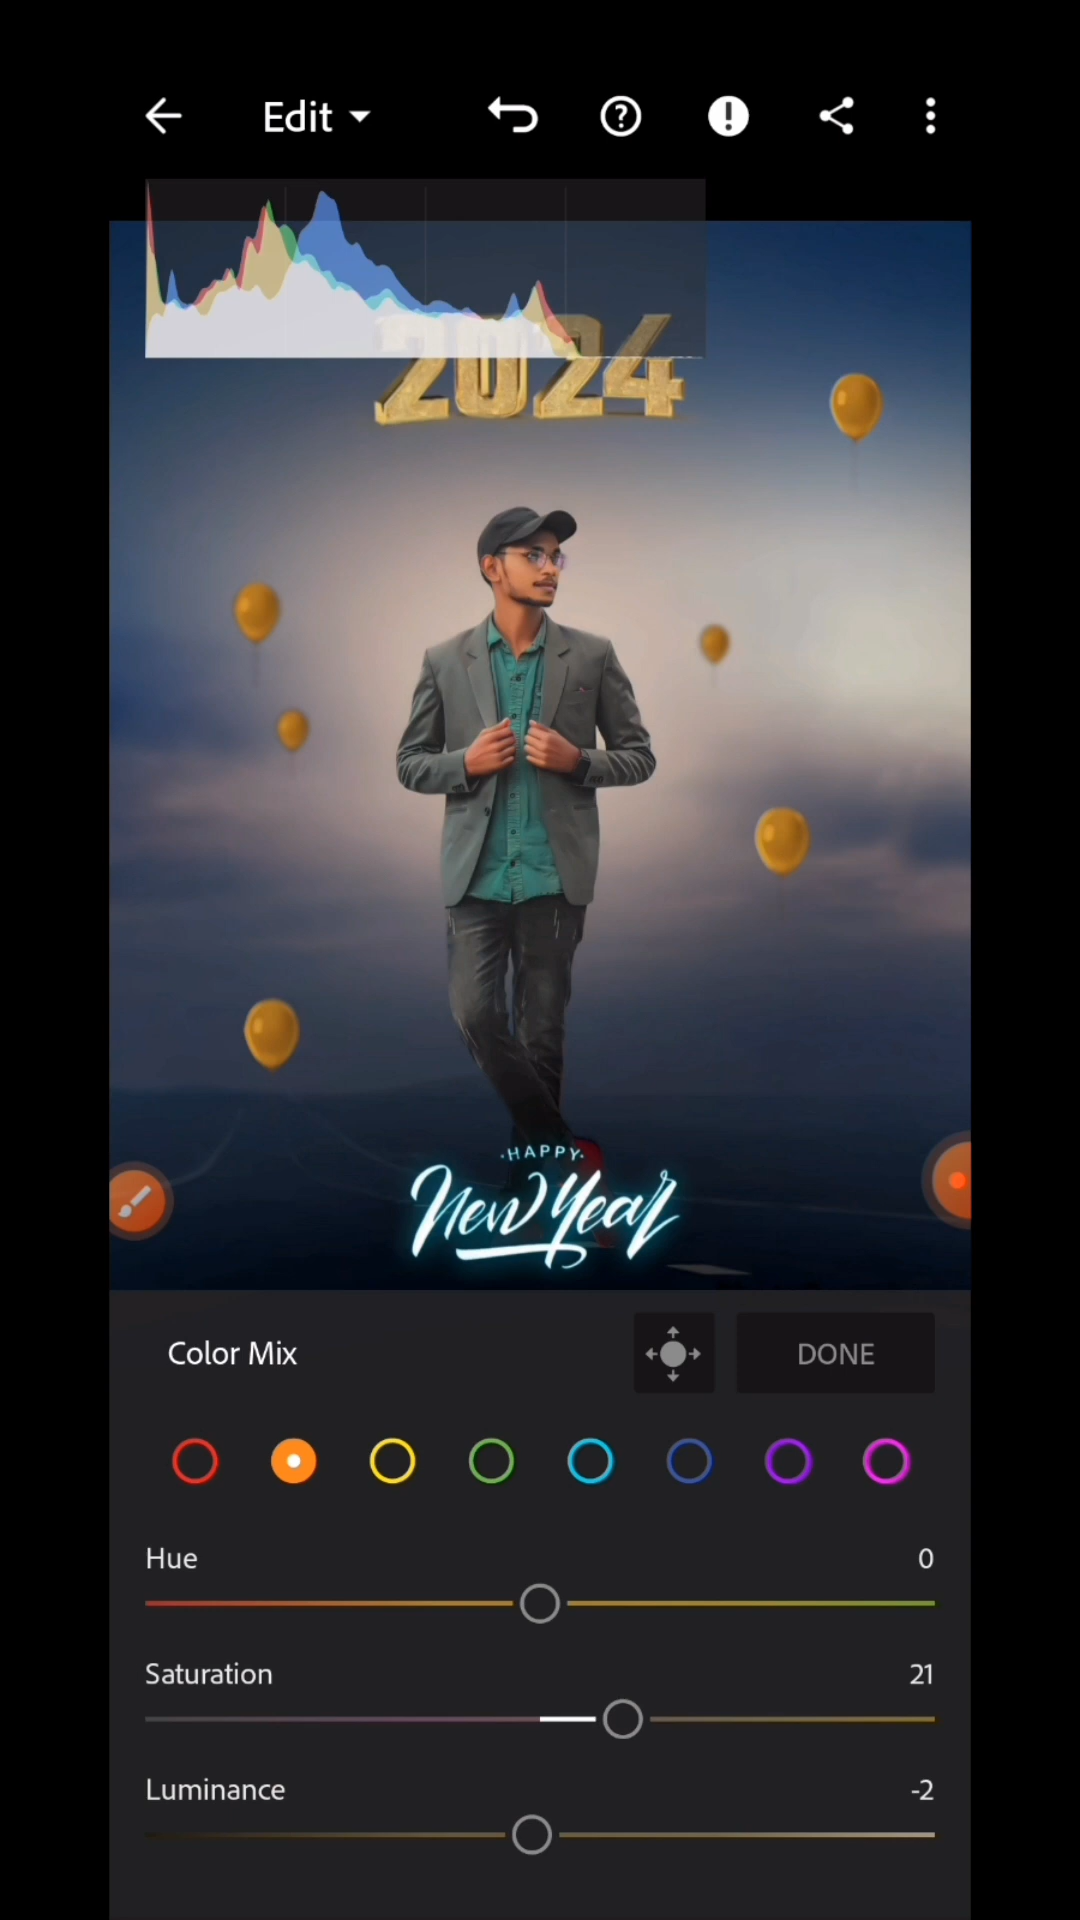 Edit
2024
·HAPPY·
New Year
Color Mix
DONE
Hue 0
Saturation 21
Luminance -2